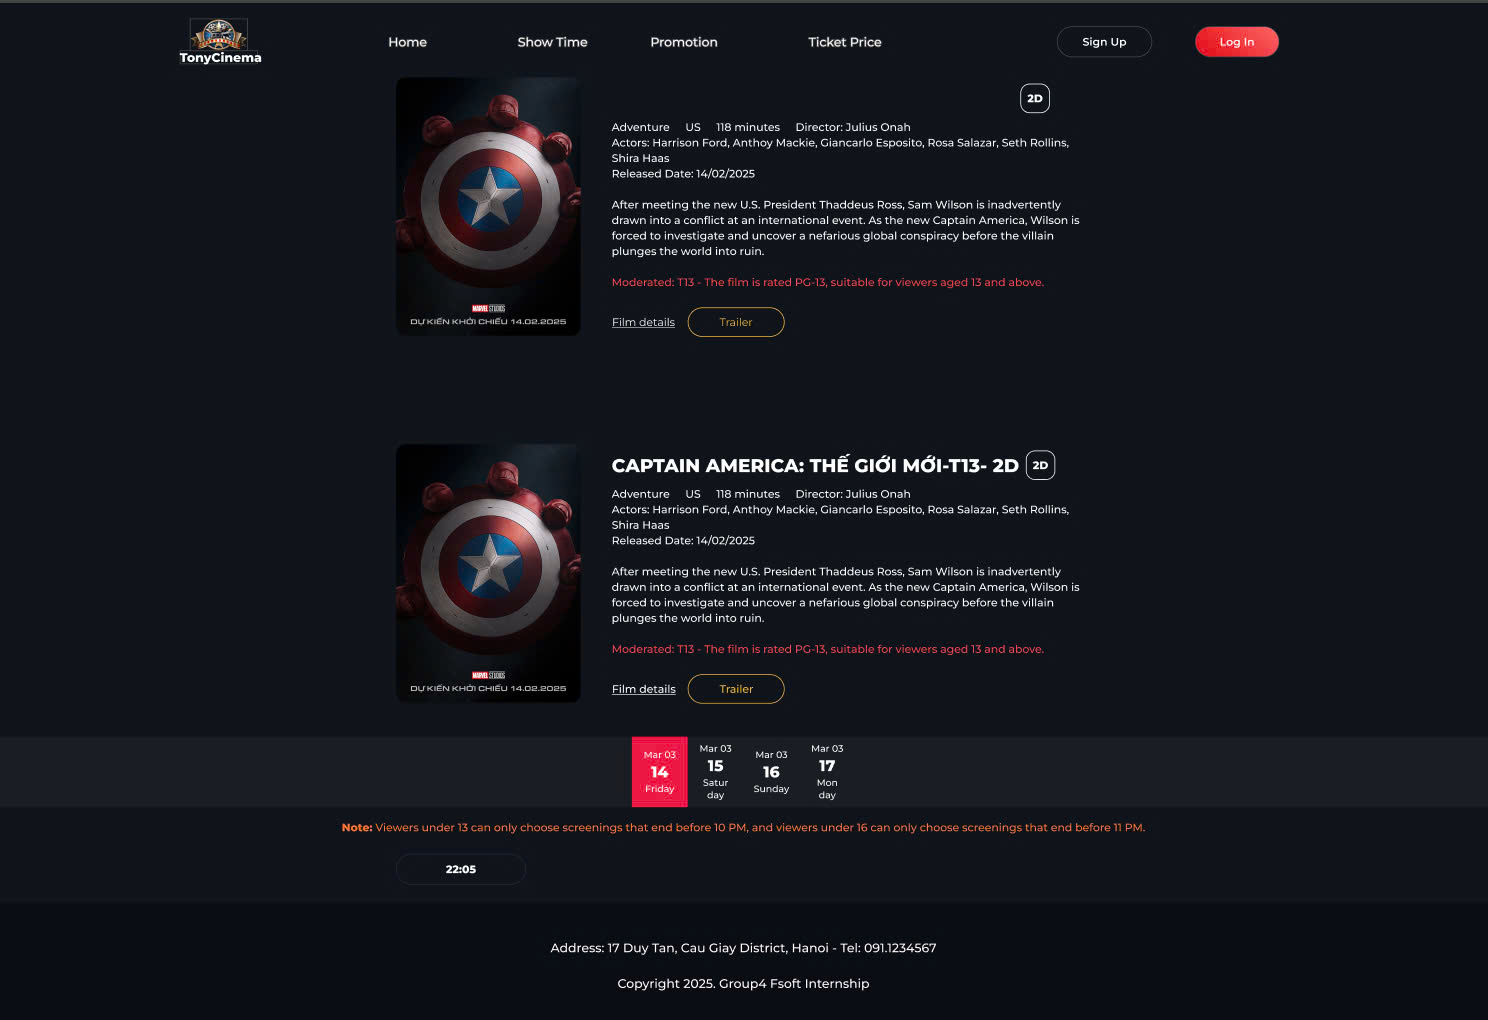 TonyCinema
Home
Show Time
Promotion
Ticket Price
Sign Up
Log In
2D
Adventure US 118 minutes Director: Julius Onah
Actors: Harrison Ford, Anthoy Mackie, Giancarlo Esposito, Rosa Salazar, Seth Rollins,
Shira Haas
Released Date: 14/02/2025
After meeting the new U.S. President Thaddeus Ross, Sam Wilson is inadvertently
drawn into a conflict at an international event. As the new Captain America, Wilson is
forced to investigate and uncover a nefarious global conspiracy before the villain
plunges the world into ruin.
Moderated: T13 - The film is rated PG-13, suitable for viewers aged 13 and above.
MARVEL STUDIOS
DỰ KIẾN KHỞI CHIẾU 14.02.2025
Film details
Trailer
CAPTAIN AMERICA: THẾ GIỚI MỚI-T13- 2D
2D
Adventure US 118 minutes Director: Julius Onah
Actors: Harrison Ford, Anthoy Mackie, Giancarlo Esposito, Rosa Salazar, Seth Rollins,
Shira Haas
Released Date: 14/02/2025
After meeting the new U.S. President Thaddeus Ross, Sam Wilson is inadvertently
drawn into a conflict at an international event. As the new Captain America, Wilson is
forced to investigate and uncover a nefarious global conspiracy before the villain
plunges the world into ruin.
Moderated: T13 - The film is rated PG-13, suitable for viewers aged 13 and above.
MARVEL STUDIOS
DỰ KIẾN KHỞI CHIẾU 14.02.2025
Film details
Trailer
Mar 03
14
Friday
Mar 03
15
Satur
day
Mar 03
16
Sunday
Mar 03
17
Mon
day
Note: Viewers under 13 can only choose screenings that end before 10 PM, and viewers under 16 can only choose screenings that end before 11 PM.
22:05
Address: 17 Duy Tan, Cau Giay District, Hanoi - Tel: 091.1234567
Copyright 2025. Group4 Fsoft Internship